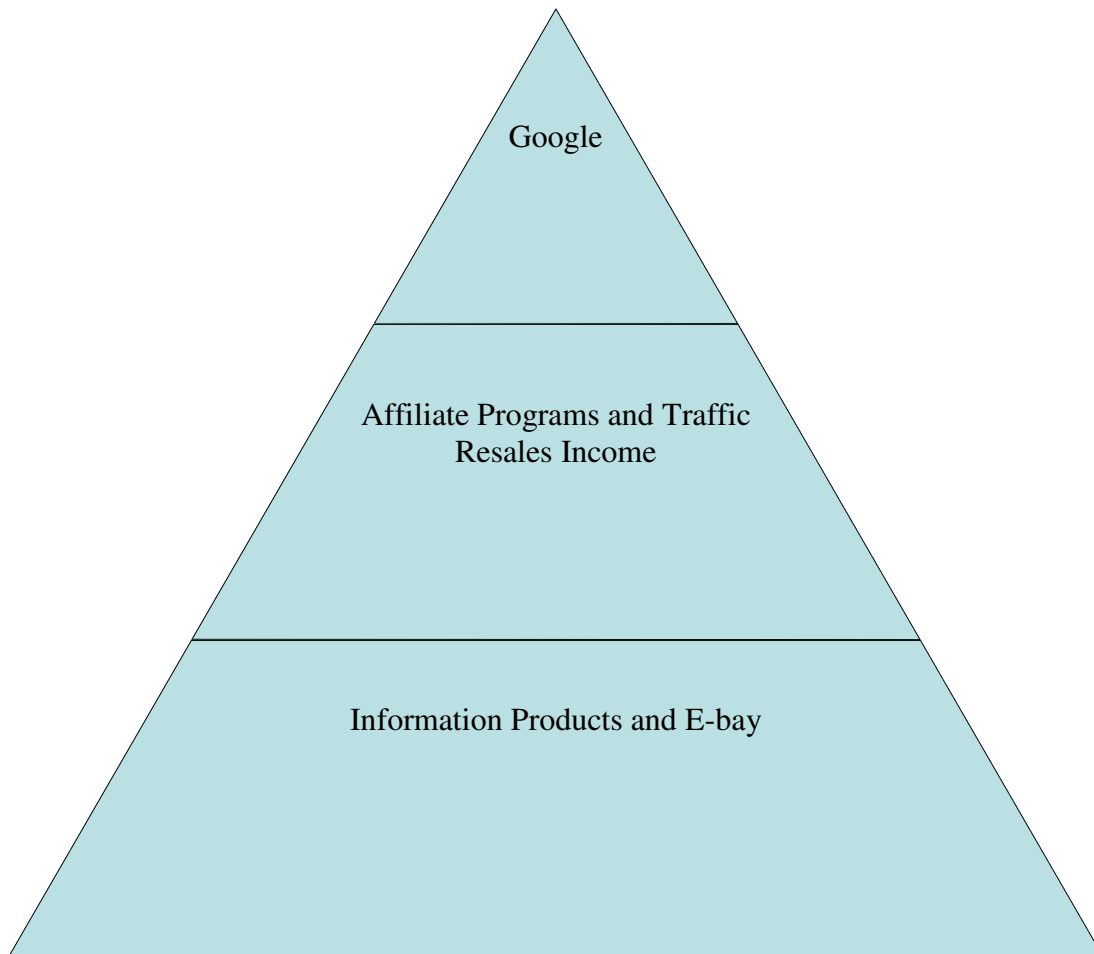 Google
Affiliate Programs and Traffic
Resales Income
Information Products and E-bay